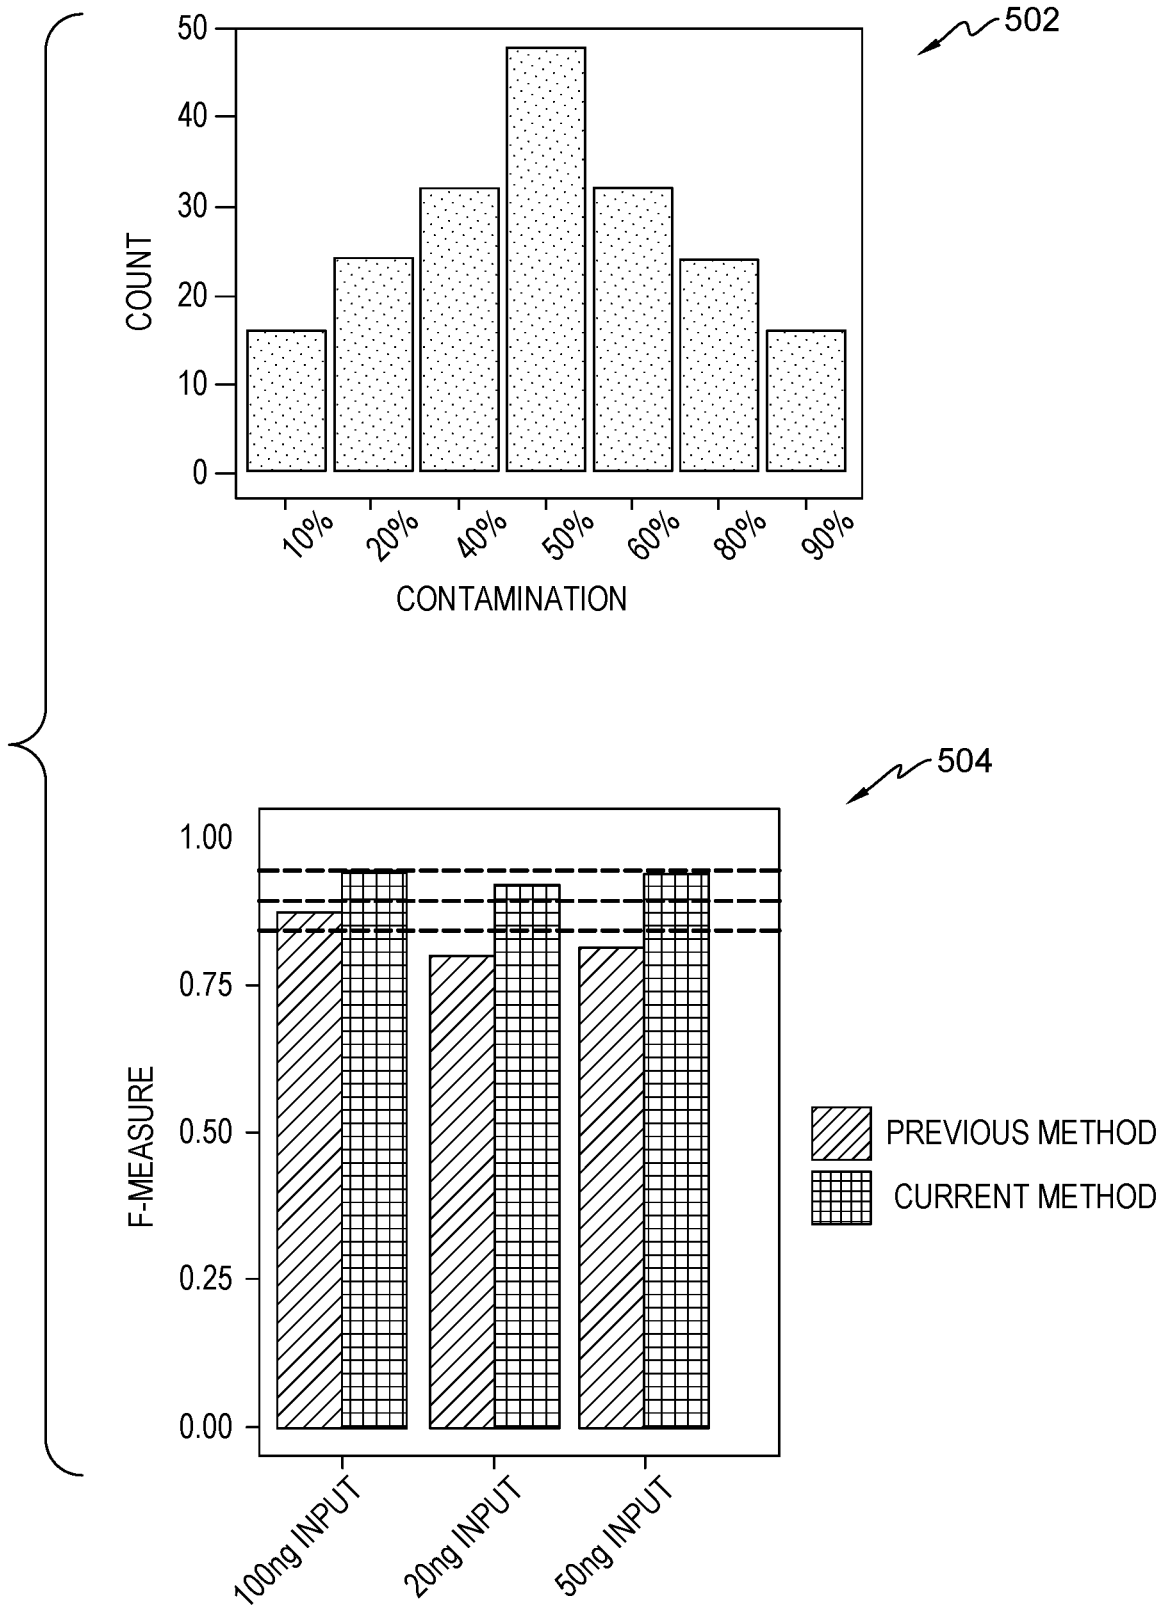 502
50
40
30
20
10
0
COUNT
10%
20%
40%
50%
60%
80%
90%
CONTAMINATION
504
1.00
0.75
0.50
0.25
0.00
F-MEASURE
PREVIOUS METHOD
CURRENT METHOD
100ng INPUT
20ng INPUT
50ng INPUT